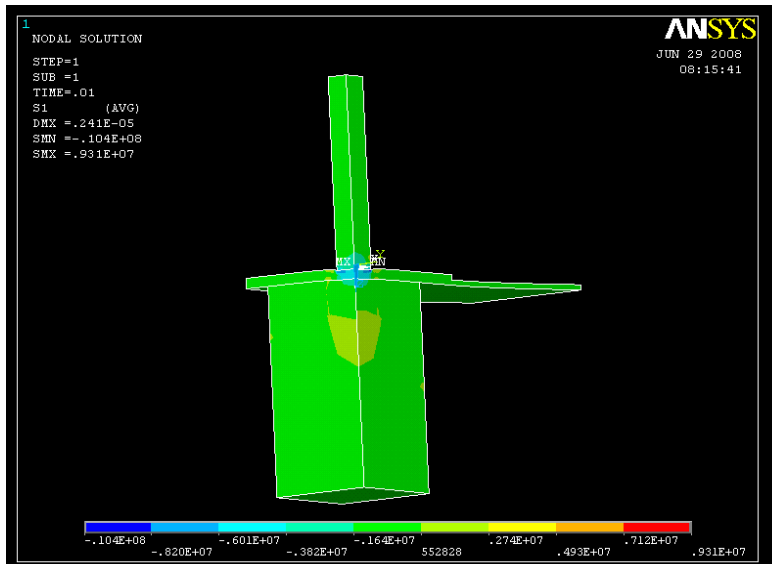 1
NODAL SOLUTION
ANSYS
JUN 29 2008
08:15:41
STEP=1
SUB =1
TIME=.01
S1 (AVG)
DMX =.241E-05
SMN =-.104E+08
SMX =.931E+07
MX Y MN
-.104E+08 -.601E+07 -.164E+07 .274E+07 .712E+07
-.820E+07 -.382E+07 552828 .493E+07 .931E+07